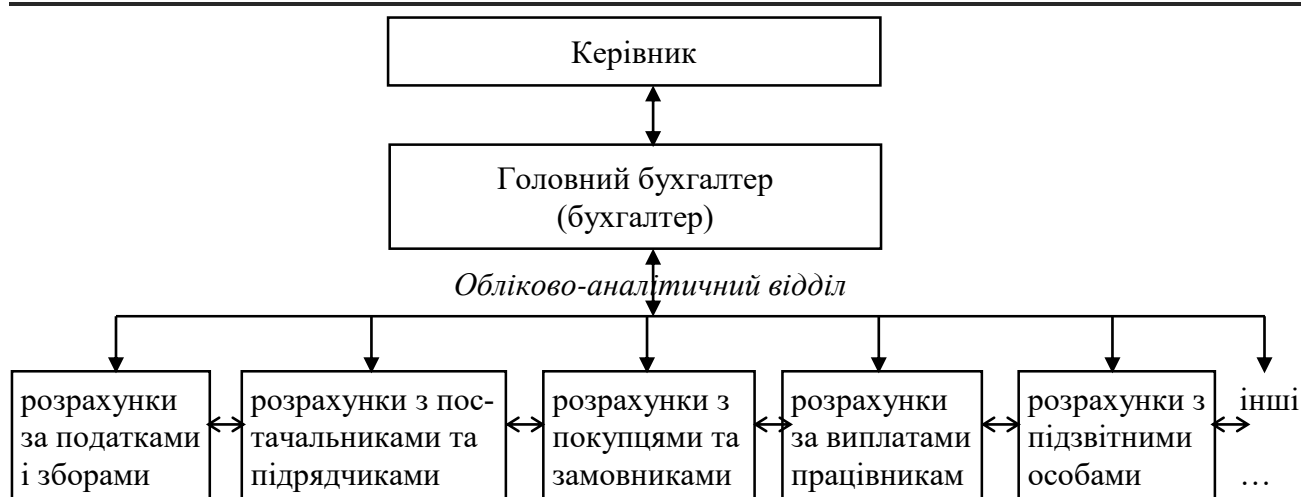 Керівник
Головний бухгалтер
(бухгалтер)
Обліково-аналітичний відділ
розрахунки
за податками
і зборами
розрахунки з пос-
тачальниками та
підрядчиками
розрахунки з
покупцями та
замовниками
розрахунки
за виплатами
працівникам
розрахунки з
підзвітними
особами
інші
…